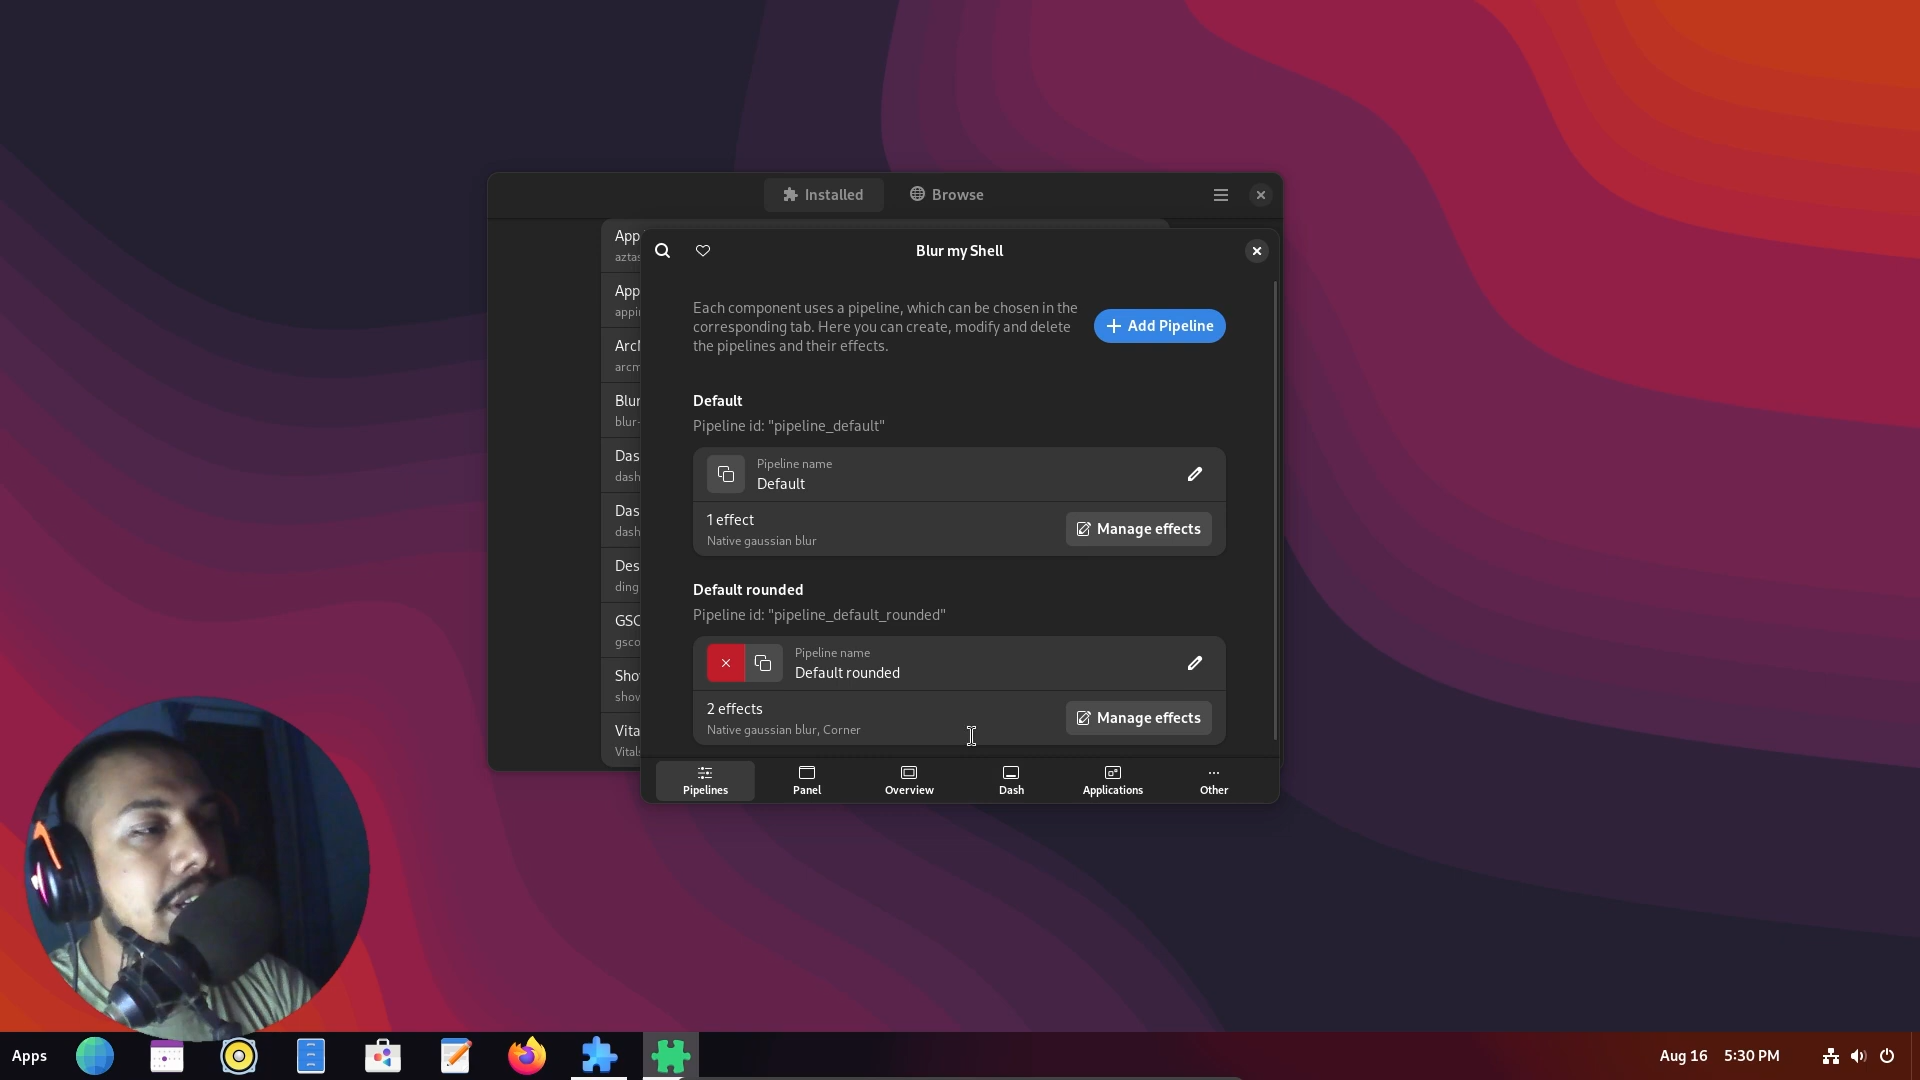 Installed
Browse
App
aztas
App
appin
Arcl
arcm
Blur
blur-
Das
dash
Das
dash
Des
ding
GSC
gsco
Sho
show
Vita
Vitals
Blur my Shell
Each component uses a pipeline, which can be chosen in the
corresponding tab. Here you can create, modify and delete
the pipelines and their effects.
Add Pipeline
Default
Pipeline id: "pipeline_default"
Pipeline name
Default
1 effect
Native gaussian blur
Manage effects
Default rounded
Pipeline id: "pipeline_default_rounded"
Pipeline name
Default rounded
2 effects
Native gaussian blur, Corner
Manage effects
Pipelines
Panel
Overview
Dash
Applications
Other
Apps
Aug 16 5:30 PM